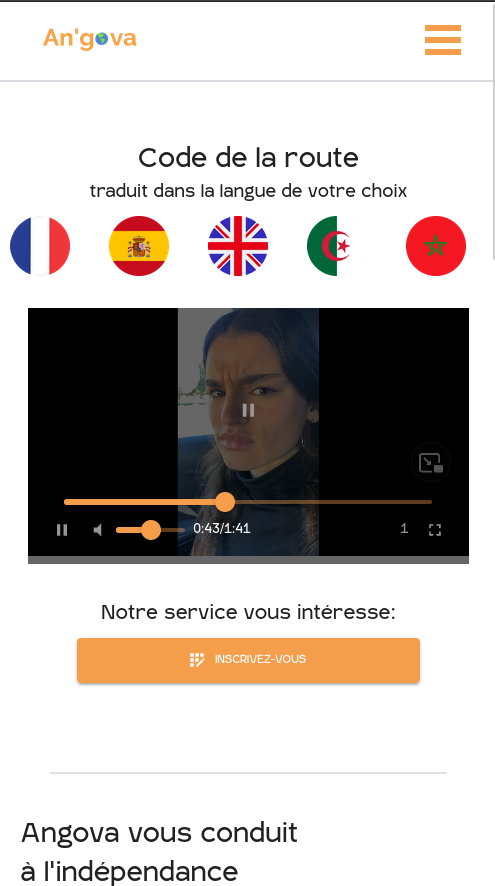 An'gova
Code de la route
traduit dans la langue de votre choix
0:43/1:41
1
Notre service vous intéresse:
INSCRIVEZ-VOUS
Angova vous conduit
à l'indépendance